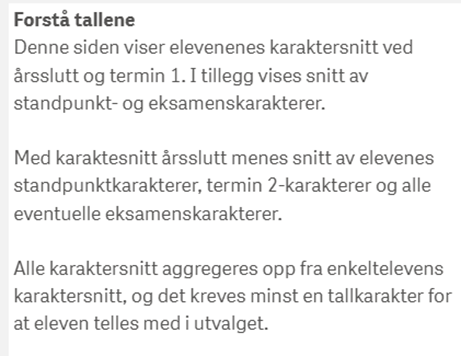 Forstå tallene
Denne siden viser elevenenes karaktersnitt ved
årsslutt og termin 1. I tillegg vises snitt av
standpunkt- og eksamenskarakterer.
Med karaktesnitt årsslutt menes snitt av elevenes
standpunktkarakterer, termin 2-karakterer og alle
eventuelle eksamenskarakterer.
Alle karaktersnitt aggregeres opp fra enkeltelevens
karaktersnitt, og det kreves minst en tallkarakter for
at eleven telles med i utvalget.